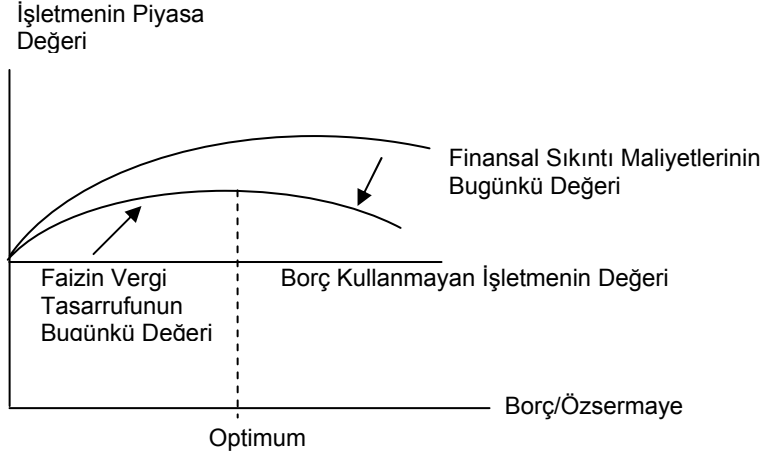 İşletmenin Piyasa
Değeri
Finansal Sıkıntı Maliyetlerinin
Bugünkü Değeri
Faizin Vergi
Tasarrufunun
Bugünkü Değeri
Borç Kullanmayan İşletmenin Değeri
Borç/Özsermaye
Optimum